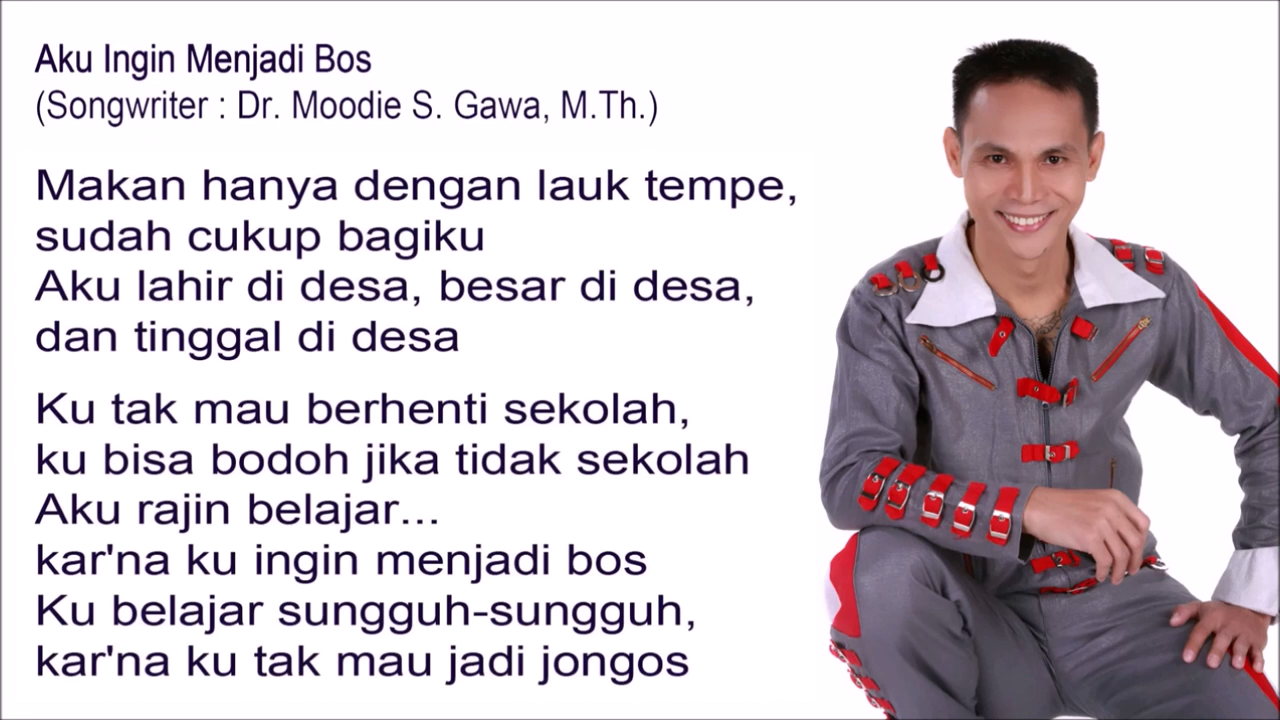 Aku Ingin Menjadi Bos
(Songwriter : Dr. Moodie S. Gawa, M.Th.)
Makan hanya dengan lauk tempe,
sudah cukup bagiku
Aku lahir di desa, besar di desa,
dan tinggal di desa
Ku tak mau berhenti sekolah,
ku bisa bodoh jika tidak sekolah
Aku rajin belajar...
kar'na ku ingin menjadi bos
Ku belajar sungguh-sungguh,
kar'na ku tak mau jadi jongos